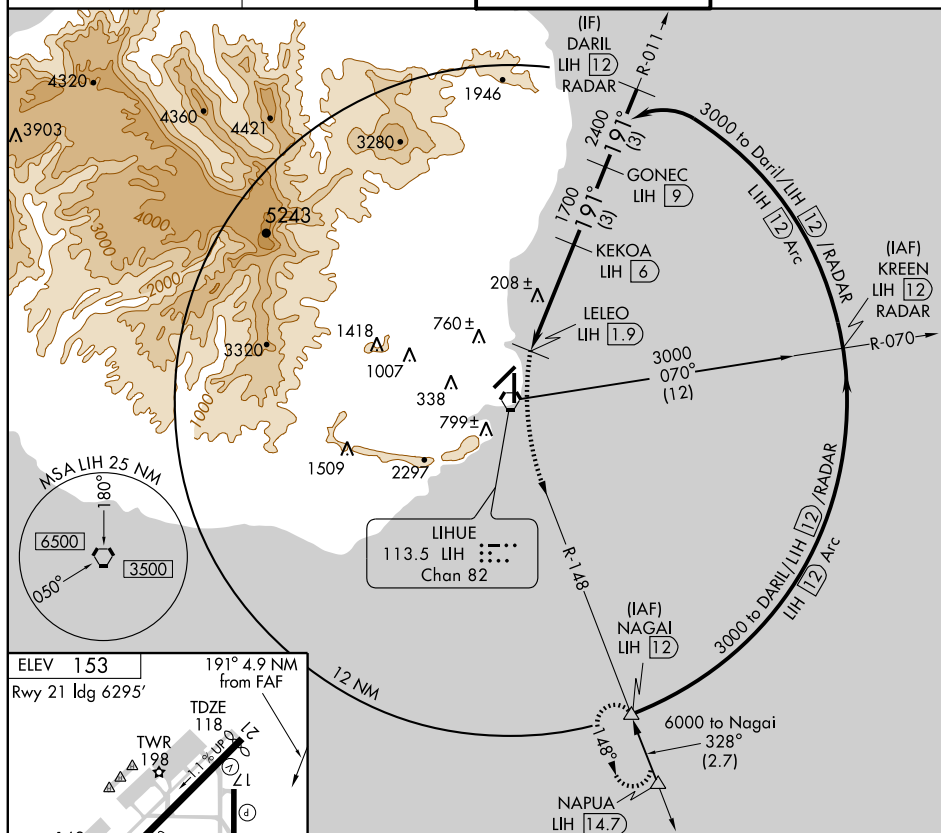 (IF)
DARIL
LIH 12
RADAR
R-011
4320
4360
4421
1946
3903
3280
2400
191°
(3)
3000 to Daril/LIH 12/RADAR
LIH 12 Arc
GONEC
LIH 9
1700
191°
(3)
5243
4000
3000
2000
KEKOA
LIH 6
(IAF)
KREEN
LIH 12
RADAR
208±
LELEO
LIH 1.9
1418
760±
3320
1007
R-070
3000
070°
(12)
338
1000
799±
1509
2297
MSA LIH 25 NM
180°
6500
3500
050°
LIHUE
113.5 LIH
Chan 82
R-148
3000 to DARIL/LIH 12/RADAR
LIH 12 Arc
(IAF)
NAGAI
LIH 12
12 NM
ELEV 153
Rwy 21 ldg 6295'
191° 4.9 NM
from FAF
TDZE
118
21
TWR
198
1.1% UP
V
17
P
6000 to Nagai
328°
(2.7)
148°
NAPUA
LIH 14.7